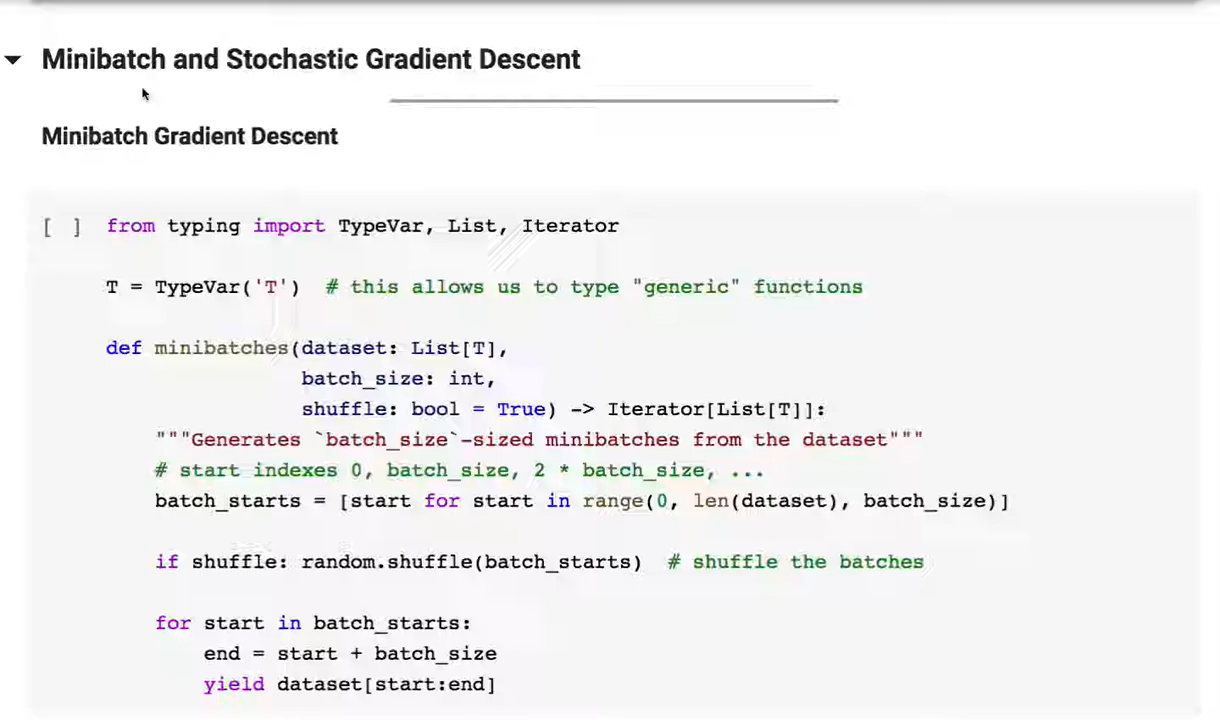 Minibatch and Stochastic Gradient Descent
Minibatch Gradient Descent
[ ] from typing import TypeVar, List, Iterator
T = TypeVar('T')  # this allows us to type "generic" functions
def minibatches(dataset: List[T],
                batch_size: int,
                shuffle: bool = True) -> Iterator[List[T]]:
    """Generates `batch_size`-sized minibatches from the dataset"""
    # start indexes 0, batch_size, 2 * batch_size, ...
    batch_starts = [start for start in range(0, len(dataset), batch_size)]
    if shuffle: random.shuffle(batch_starts)  # shuffle the batches
    for start in batch_starts:
        end = start + batch_size
        yield dataset[start:end]